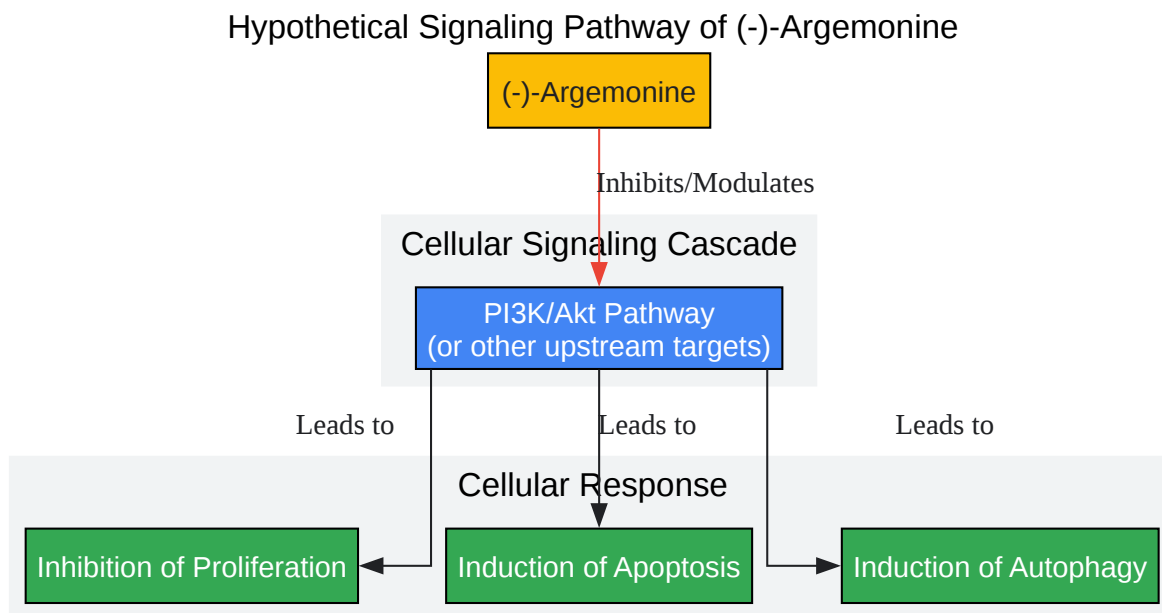 Hypothetical Signaling Pathway of (-)-Argemonine
(-)-Argemonine
Inhibits/Modulates
Cellular Signaling Cascade
PI3K/Akt Pathway
(or other upstream targets)
Leads to
Leads to
Leads to
Cellular Response
Inhibition of Proliferation
Induction of Apoptosis
Induction of Autophagy